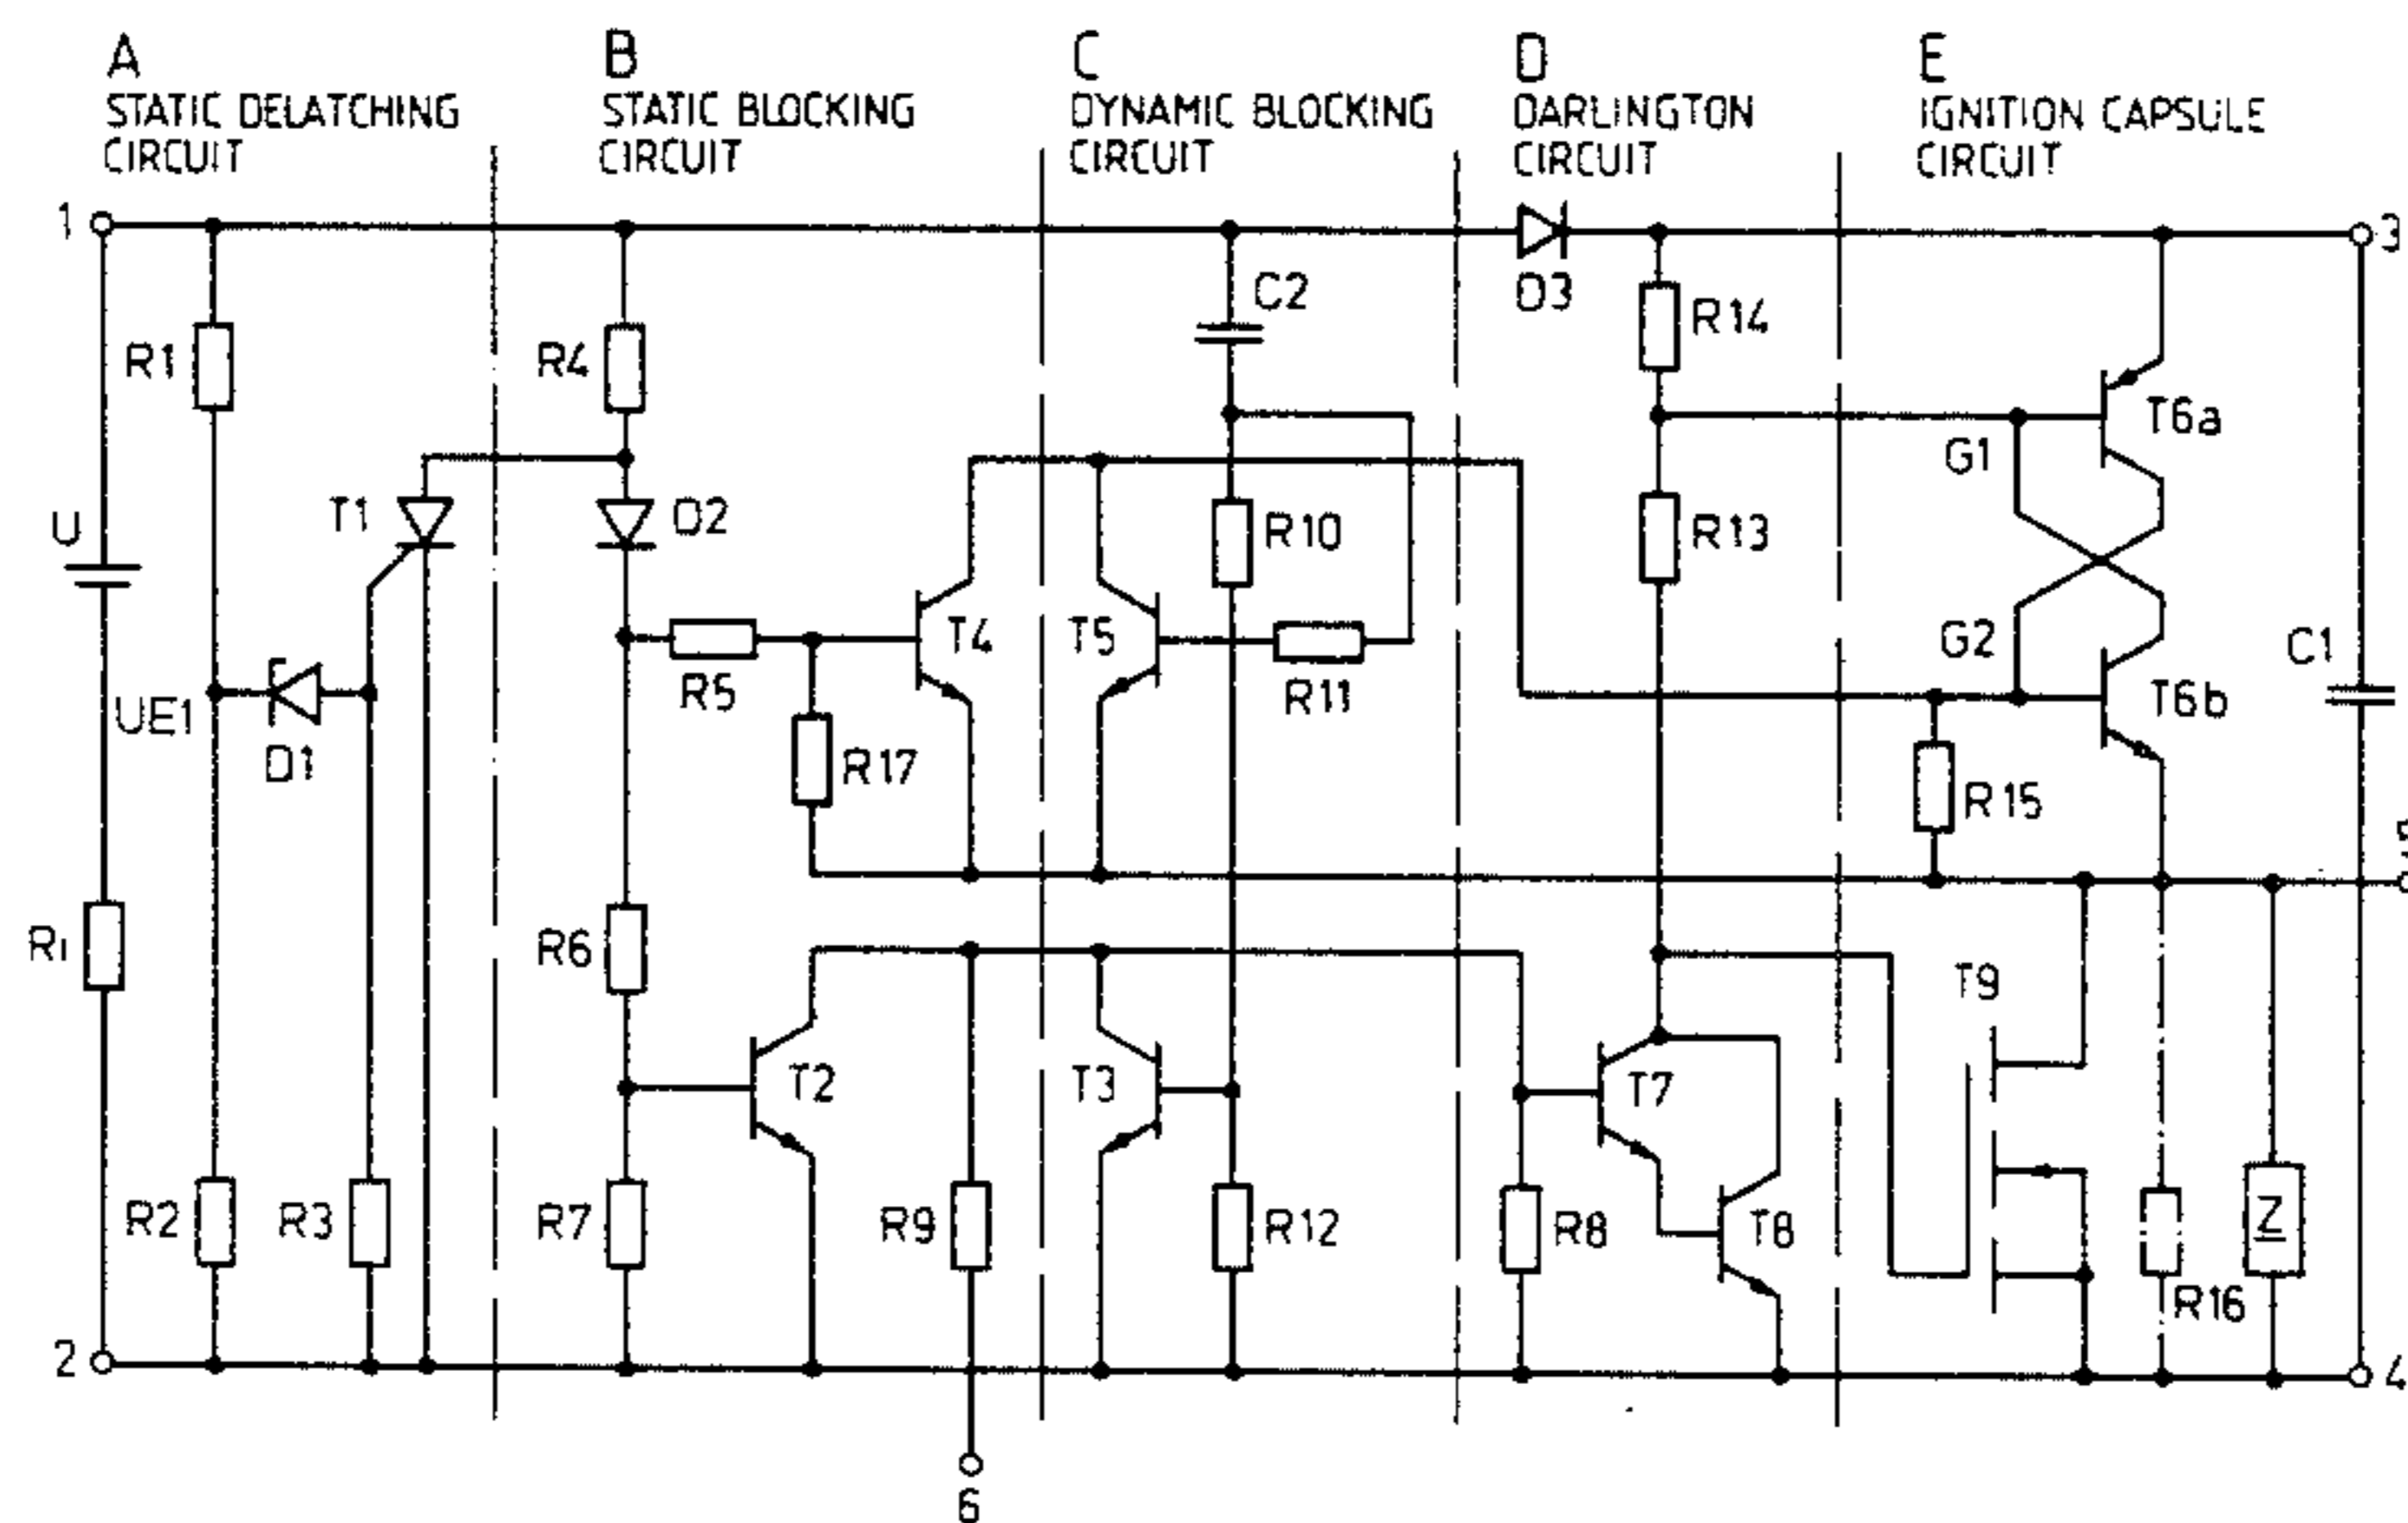 A
STATIC DELATCHING
CIRCUIT
B
STATIC BLOCKING
CIRCUIT
C
DYNAMIC BLOCKING
CIRCUIT
D
DARLINGTON
CIRCUIT
E
IGNITION CAPSULE
CIRCUIT
1
3
D3
C2
R14
R1
R4
T6a
G1
T1
D2
R10
R13
U
G2
C1
T4
T5
R5
R11
T6b
UE1
D1
R17
R15
5
Ri
R6
T9
T2
T3
T7
R2
R3
R7
R9
R12
R8
T8
Z
R16
2
4
6